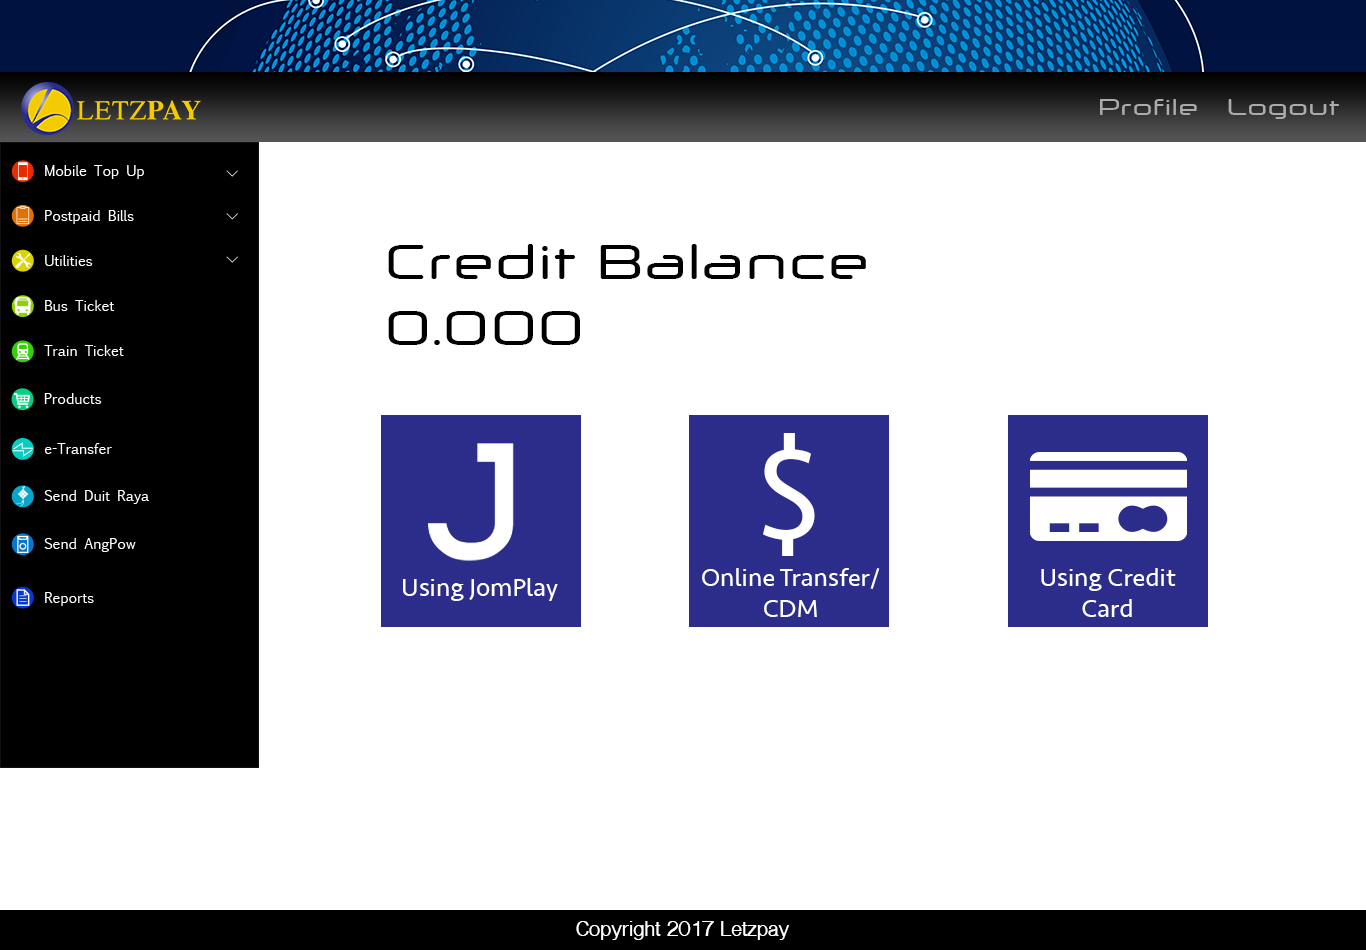 LETZPAY
Profile Logout
Mobile Top Up
Postpaid Bills
Utilities
Bus Ticket
Train Ticket
Products
e-Transfer
Send Duit Raya
Send AngPow
Reports
Credit Balance
0.000
J
Using JomPlay
$
Online Transfer/
CDM
Using Credit
Card
Copyright 2017 Letzpay